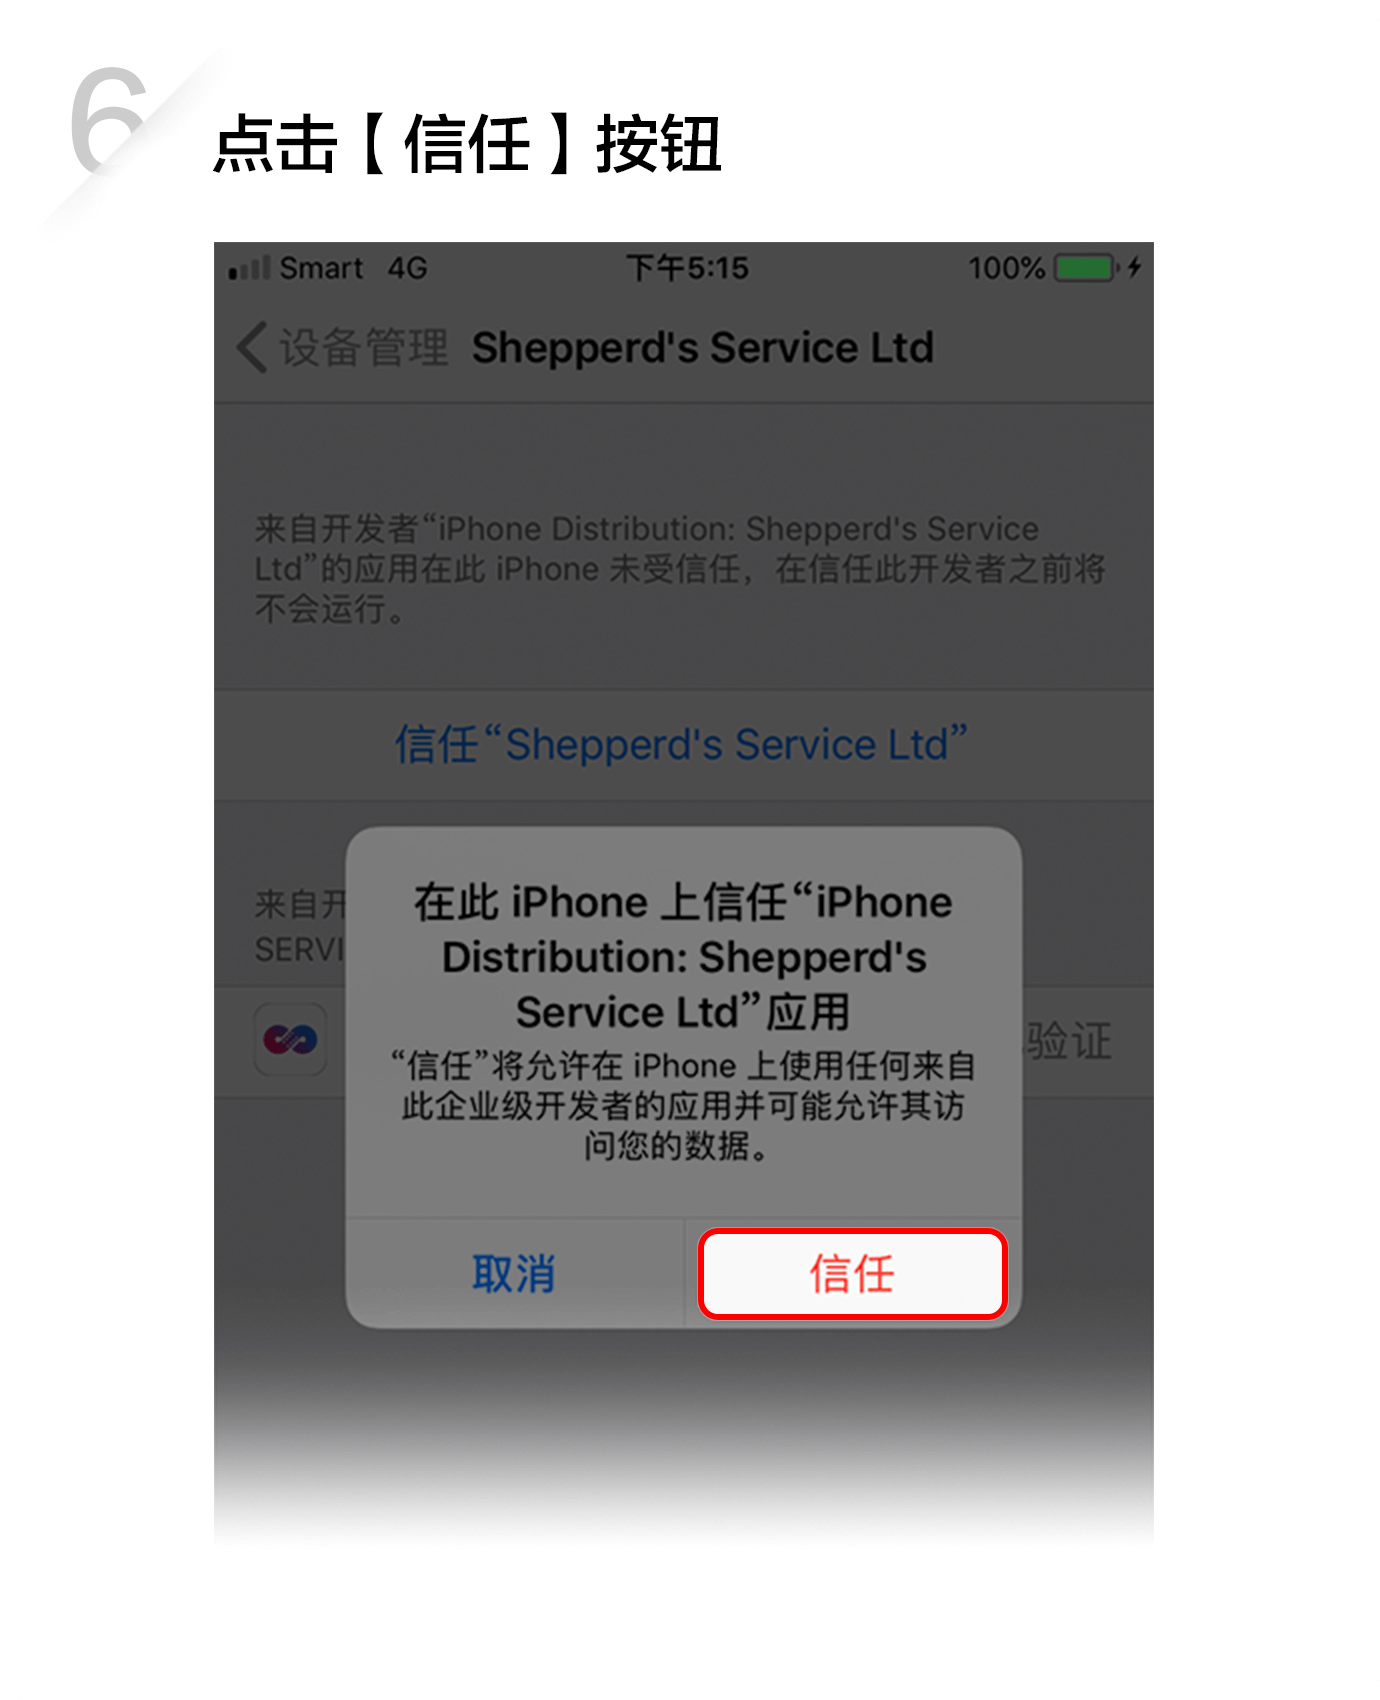 6
点击【信任】按钮
Smart 4G 下午5:15 100%
设备管理 Shepperd's Service Ltd
来自开发者“iPhone Distribution: Shepperd's Service
Ltd”的应用在此 iPhone 未受信任，在信任此开发者之前将
不会运行。
信任“Shepperd's Service Ltd”
来自开
SERVI
验证
在此 iPhone 上信任“iPhone
Distribution: Shepperd's
Service Ltd”应用
“信任”将允许在 iPhone 上使用任何来自
此企业级开发者的应用并可能允许其访
问您的数据。
取消 信任